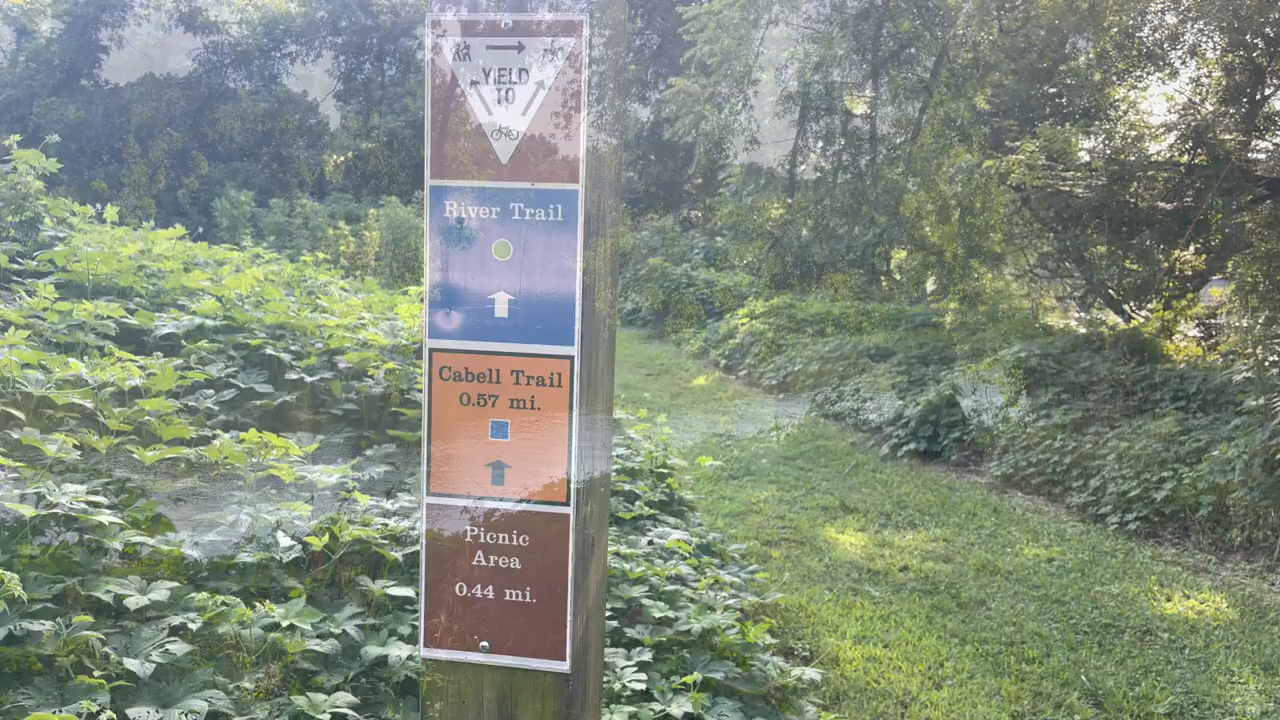 YIELD
TO
River Trail
Cabell Trail
0.57 mi.
Picnic
Area
0.44 mi.